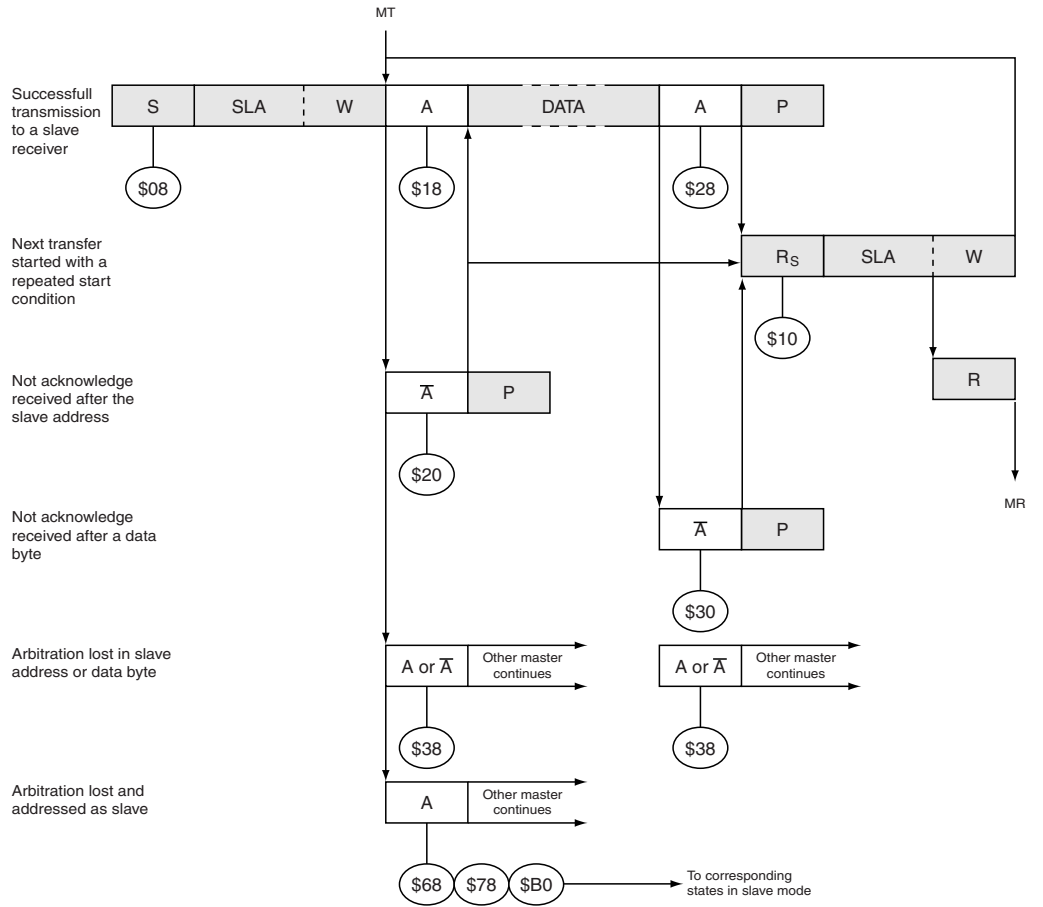 MT
Successfull
transmission
to a slave
receiver
S SLA W A DATA A P
$08 $18 $28
Next transfer
started with a
repeated start
condition
RS SLA W
$10
Not acknowledge
received after the
slave address
A̅ P
R
$20
MR
Not acknowledge
received after a data
byte
A̅ P
$30
Arbitration lost in slave
address or data byte
A or A̅ Other master
continues
A or A̅ Other master
continues
$38 $38
Arbitration lost and
addressed as slave
A Other master
continues
$68 $78 $B0
To corresponding
states in slave mode